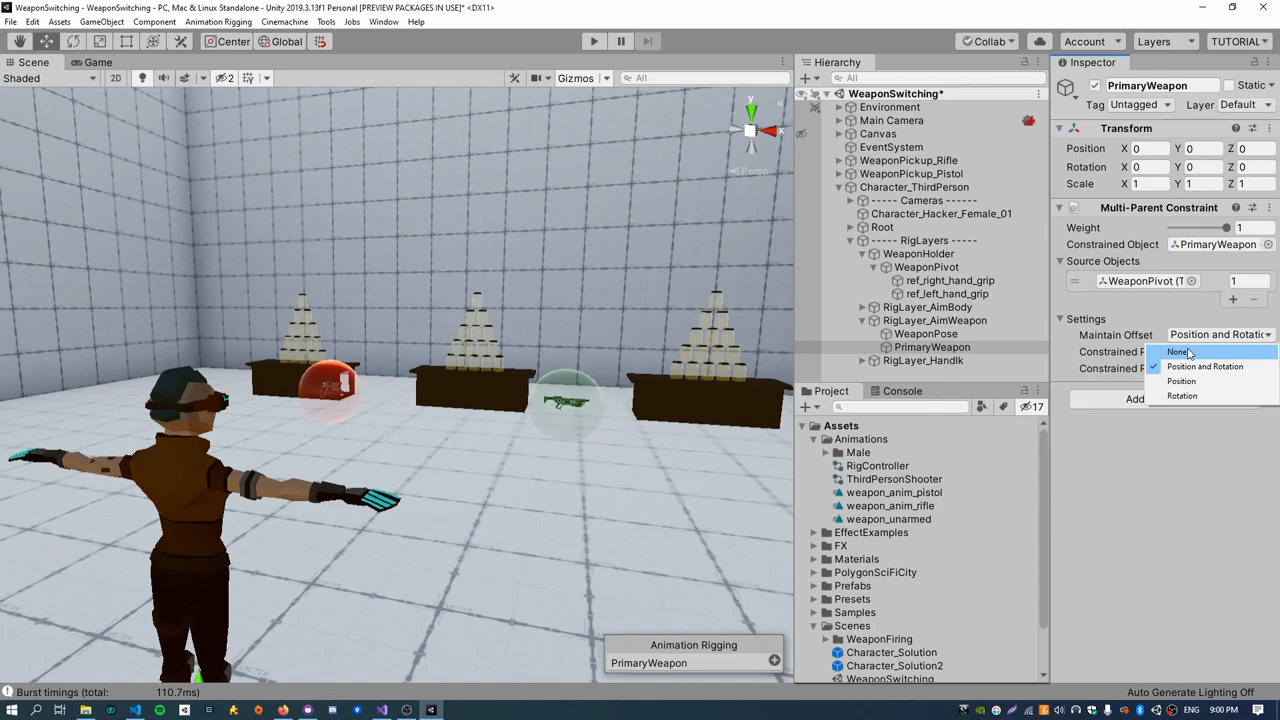 WeaponSwitching - WeaponSwitching - PC, Mac & Linux Standalone - Unity 2019.3.13f1 Personal [PREVIEW PACKAGES IN USE]* <DX11>
File Edit Assets GameObject Component Animation Rigging Cinemachine Tools Jobs Window Help
Center Global Collab Account Layers TUTORIAL
Scene Game
Shaded 2D 2 Gizmos All
y
x
Persp
Animation Rigging
PrimaryWeapon
Hierarchy
All
WeaponSwitching*
Environment
Main Camera
Canvas
EventSystem
WeaponPickup_Rifle
WeaponPickup_Pistol
Character_ThirdPerson
----- Cameras ------
Character_Hacker_Female_01
Root
----- RigLayers -----
WeaponHolder
WeaponPivot
ref_right_hand_grip
ref_left_hand_grip
RigLayer_AimBody
RigLayer_AimWeapon
WeaponPose
PrimaryWeapon
RigLayer_HandIk
Project Console
17
Assets
Animations
Male
RigController
ThirdPersonShooter
weapon_anim_pistol
weapon_anim_rifle
weapon_unarmed
EffectExamples
FX
Materials
PolygonSciFiCity
Prefabs
Presets
Samples
Scenes
WeaponFiring
Character_Solution
Character_Solution2
WeaponSwitching
Inspector
PrimaryWeapon Static
Tag Untagged Layer Default
Transform
Position X 0 Y 0 Z 0
Rotation X 0 Y 0 Z 0
Scale X 1 Y 1 Z 1
Multi-Parent Constraint
Weight 1
Constrained Object PrimaryWeapon
Source Objects
WeaponPivot (T 1
Settings
Maintain Offset Position and Rotatic
Constrained P
Constrained R
None
Position and Rotation
Position
Rotation
Add
Burst timings (total: 110.7ms)
Auto Generate Lighting Off
9:00 PM